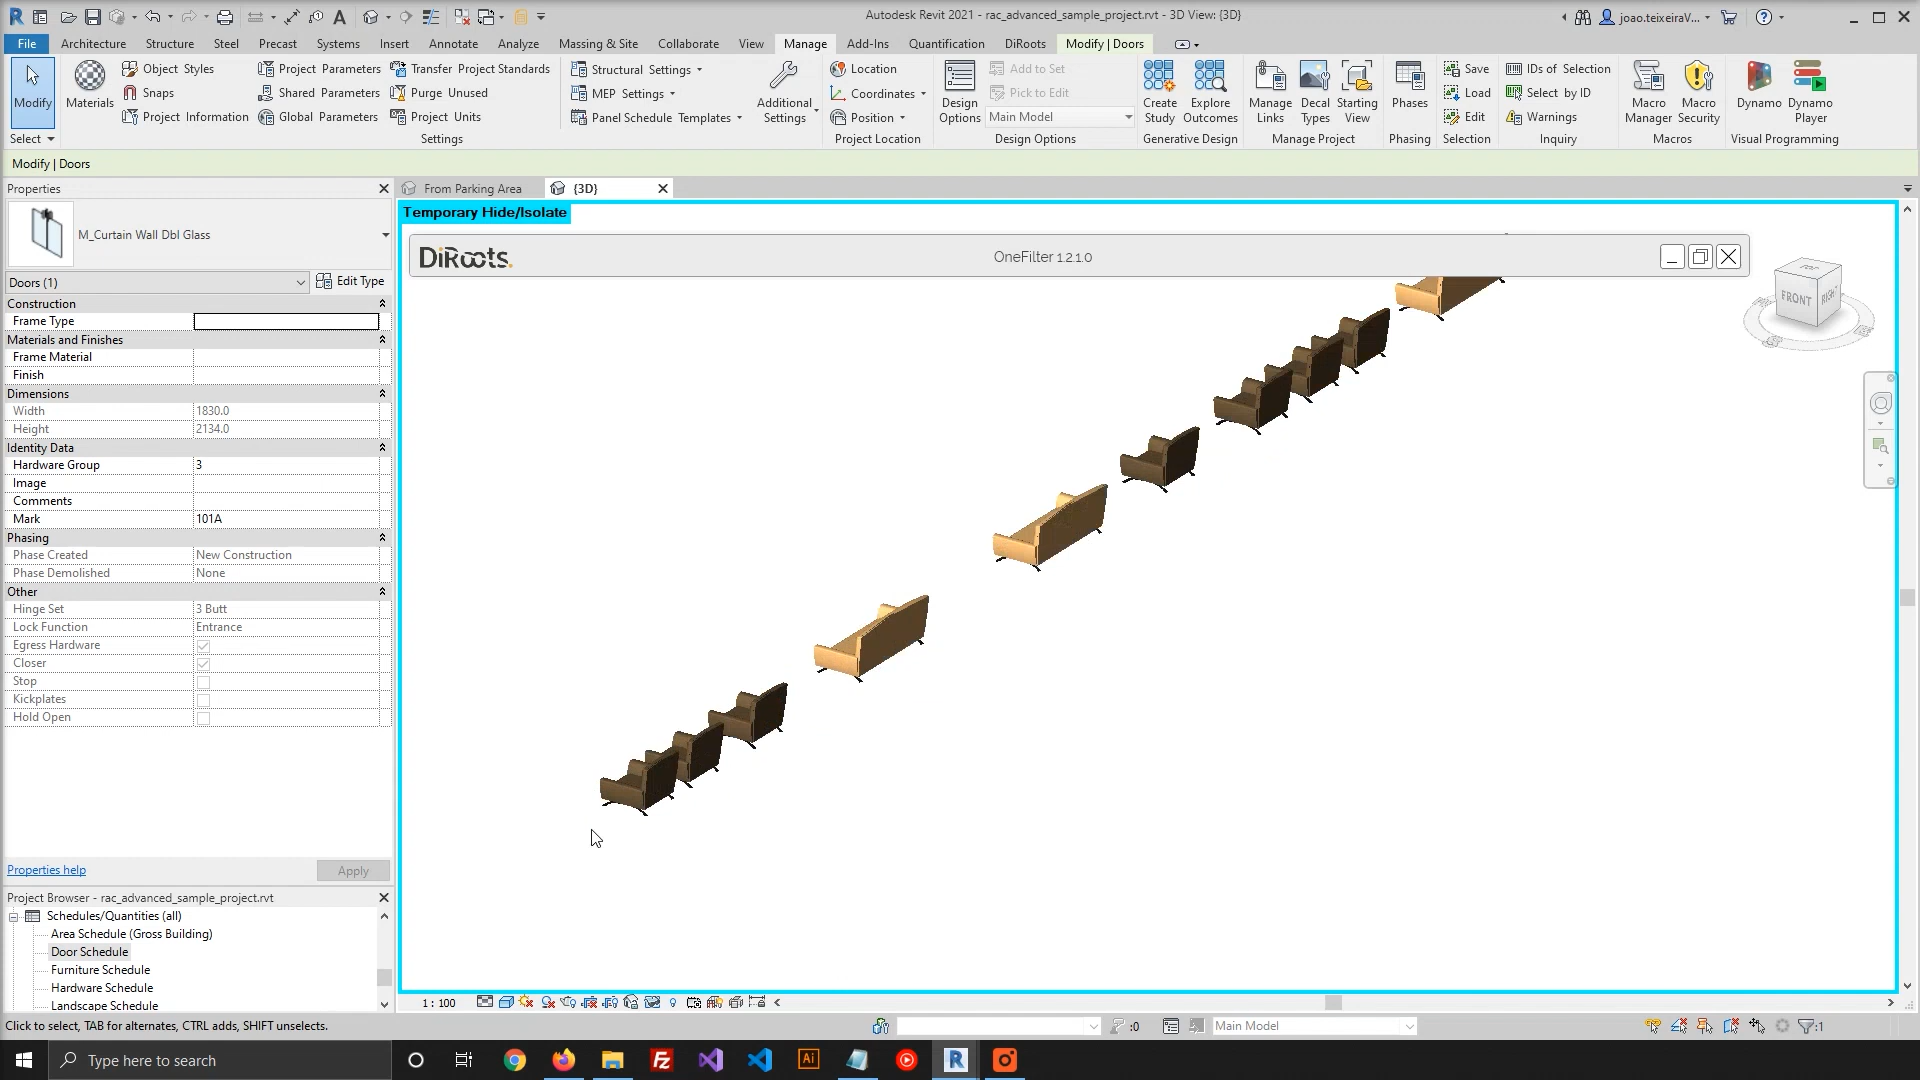 Autodesk Revit 2021 - rac_advanced_sample_project.rvt - 3D View: {3D}
joao.teixeiraV...
File Architecture Structure Steel Precast Systems Insert Annotate Analyze Massing & Site Collaborate View Manage Add-Ins Quantification DiRoots Modify | Doors
Modify
Select
Materials
Object Styles
Snaps
Project Information
Project Parameters
Shared Parameters
Global Parameters
Transfer Project Standards
Purge Unused
Project Units
Settings
Structural Settings
MEP Settings
Panel Schedule Templates
Additional
Settings
Location
Coordinates
Position
Project Location
Design
Options
Add to Set
Pick to Edit
Main Model
Design Options
Create
Study
Explore
Outcomes
Generative Design
Manage
Links
Decal
Types
Starting
View
Manage Project
Phases
Phasing
Save
Load
Edit
Selection
IDs of Selection
Select by ID
Warnings
Inquiry
Macro
Manager
Macro
Security
Macros
Dynamo
Dynamo
Player
Visual Programming
Modify | Doors
Properties
M_Curtain Wall Dbl Glass
Doors (1)
Edit Type
Construction
Frame Type
Materials and Finishes
Frame Material
Finish
Dimensions
Width 1830.0
Height 2134.0
Identity Data
Hardware Group 3
Image
Comments
Mark 101A
Phasing
Phase Created New Construction
Phase Demolished None
Other
Hinge Set 3 Butt
Lock Function Entrance
Egress Hardware
Closer
Stop
Kickplates
Hold Open
Properties help
Apply
Project Browser - rac_advanced_sample_project.rvt
Schedules/Quantities (all)
Area Schedule (Gross Building)
Door Schedule
Furniture Schedule
Hardware Schedule
Landscape Schedule
From Parking Area
{3D}
Temporary Hide/Isolate
DiRoots.
OneFilter 1.2.1.0
FRONT
RIGHT
1 : 100
Click to select, TAB for alternates, CTRL adds, SHIFT unselects.
:0
Main Model
:1
Type here to search